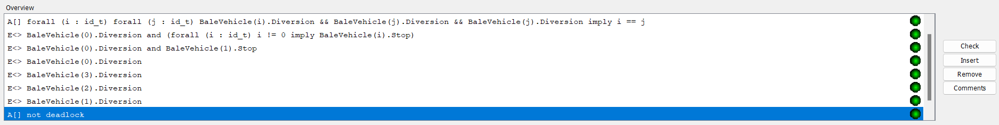 Overview
A[] forall (i : id_t) forall (j : id_t) BaleVehicle(i).Diversion && BaleVehicle(j).Diversion && BaleVehicle(j).Diversion imply i == j
E<> BaleVehicle(0).Diversion and (forall (i : id_t) i != 0 imply BaleVehicle(i).Stop)
E<> BaleVehicle(0).Diversion and BaleVehicle(1).Stop
E<> BaleVehicle(0).Diversion
E<> BaleVehicle(3).Diversion
E<> BaleVehicle(2).Diversion
E<> BaleVehicle(1).Diversion
A[] not deadlock
Check
Insert
Remove
Comments